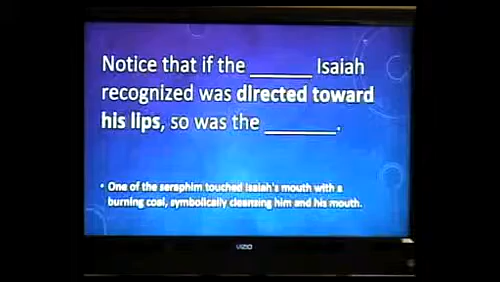 Notice that if the ______ Isaiah
recognized was directed toward
his lips, so was the _______.
• One of the seraphim touched Isaiah's mouth with a
burning coal, symbolically cleansing him and his mouth.
VIZIO